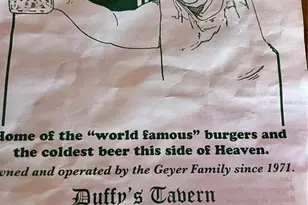 Home of the “world famous” burgers and
the coldest beer this side of Heaven.
wned and operated by the Geyer Family since 1971.
Duffy's Tavern